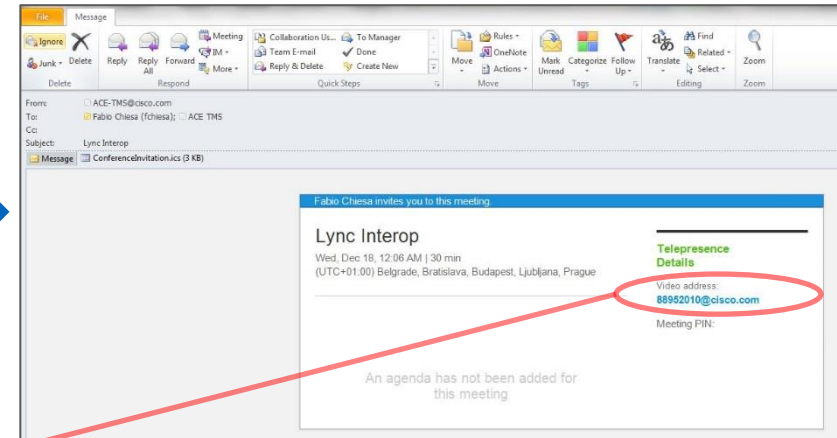 File Message
Ignore
Junk
Delete
Reply
Reply All
Forward
Meeting
IM
More
Collaboration Us...
To Manager
Team E-mail
Done
Reply & Delete
Create New
Move
Rules
OneNote
Actions
Mark Unread
Categorize
Follow Up
Translate
Find
Related
Select
Zoom
Delete Respond Quick Steps Move Tags Editing Zoom
From: ACE-TMS@cisco.com
To: Fabio Chiesa (fchiesa); ACE TMS
Cc:
Subject: Lync Interop
Message ConferenceInvitation.ics (3 KB)
Fabio Chiesa invites you to this meeting.
Lync Interop
Wed, Dec 18, 12:06 AM | 30 min
(UTC+01:00) Belgrade, Bratislava, Budapest, Ljubljana, Prague
Telepresence
Details
Video address:
88952010@cisco.com
Meeting PIN:
An agenda has not been added for
this meeting